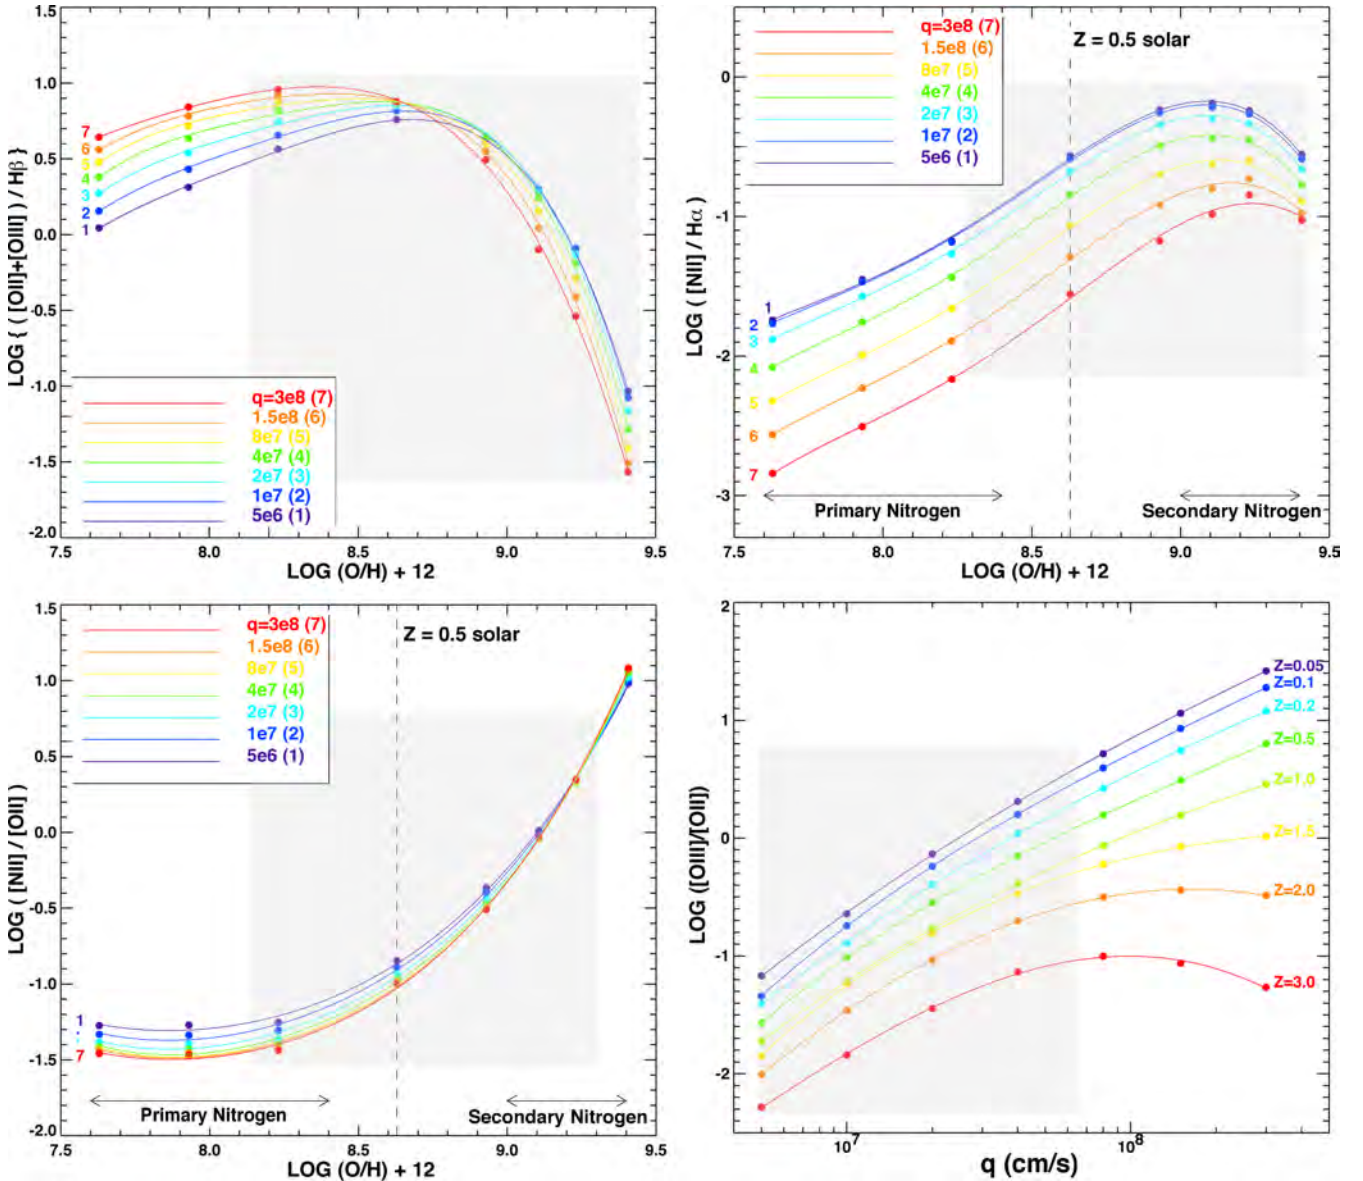 1.5
1.0
0.5
0.0
-0.5
-1.0
-1.5
-2.0
LOG { ( [OII]+[OIII] ) / Hβ }
7
6
5
4
3
2
1
q=3e8 (7)
1.5e8 (6)
8e7 (5)
4e7 (4)
2e7 (3)
1e7 (2)
5e6 (1)
7.5 8.0 8.5 9.0 9.5
LOG (O/H) + 12
q=3e8 (7)
1.5e8 (6)
8e7 (5)
4e7 (4)
2e7 (3)
1e7 (2)
5e6 (1)
Z = 0.5 solar
0
-1
-2
-3
LOG ( [NII] / Hα )
1
2
3
4
5
6
7
Primary Nitrogen
Secondary Nitrogen
7.5 8.0 8.5 9.0 9.5
LOG (O/H) + 12
1.5
1.0
0.5
0.0
-0.5
-1.0
-1.5
-2.0
LOG ( [NII] / [OII] )
q=3e8 (7)
1.5e8 (6)
8e7 (5)
4e7 (4)
2e7 (3)
1e7 (2)
5e6 (1)
Z = 0.5 solar
1
7
Primary Nitrogen
Secondary Nitrogen
7.5 8.0 8.5 9.0 9.5
LOG (O/H) + 12
2
1
0
-1
-2
LOG ([OIII]/[OII])
Z=0.05
Z=0.1
Z=0.2
Z=0.5
Z=1.0
Z=1.5
Z=2.0
Z=3.0
10⁷ 10⁸
q (cm/s)